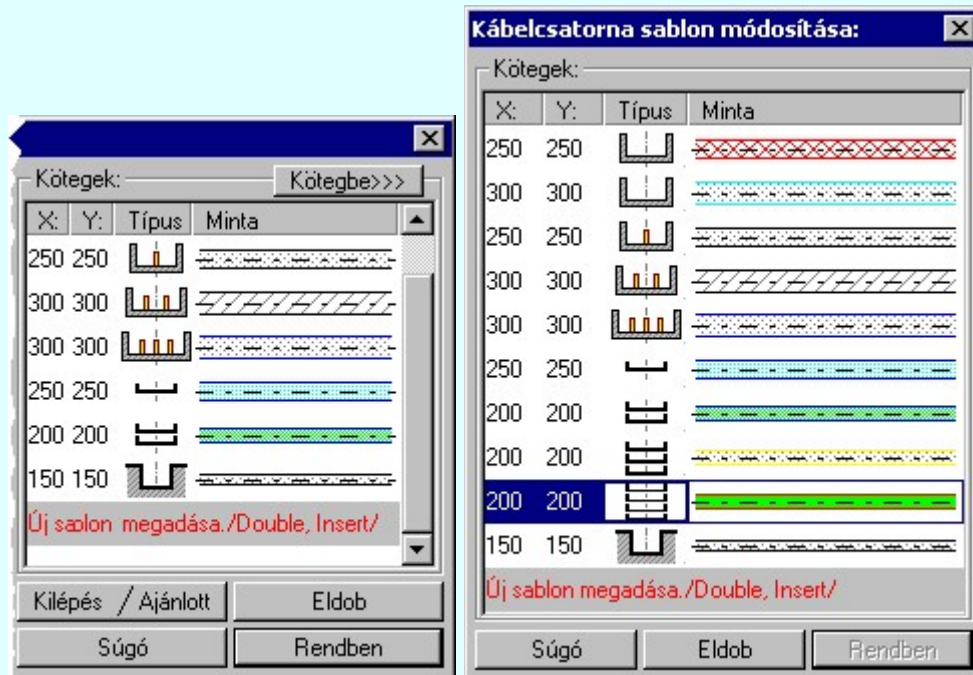 Kötegek:
Kötegbe>>>
X: Y: Típus Minta
250 250
300 300
300 300
250 250
200 200
150 150
Új sablon megadása./Double, Insert/
Kilépés / Ajánlott Eldob
Súgó Rendben
Kábelcsatorna sablon módosítása:
Kötegek:
X: Y: Típus Minta
250 250
300 300
250 250
300 300
300 300
250 250
200 200
200 200
200 200
150 150
Új sablon megadása./Double, Insert/
Súgó Eldob Rendben